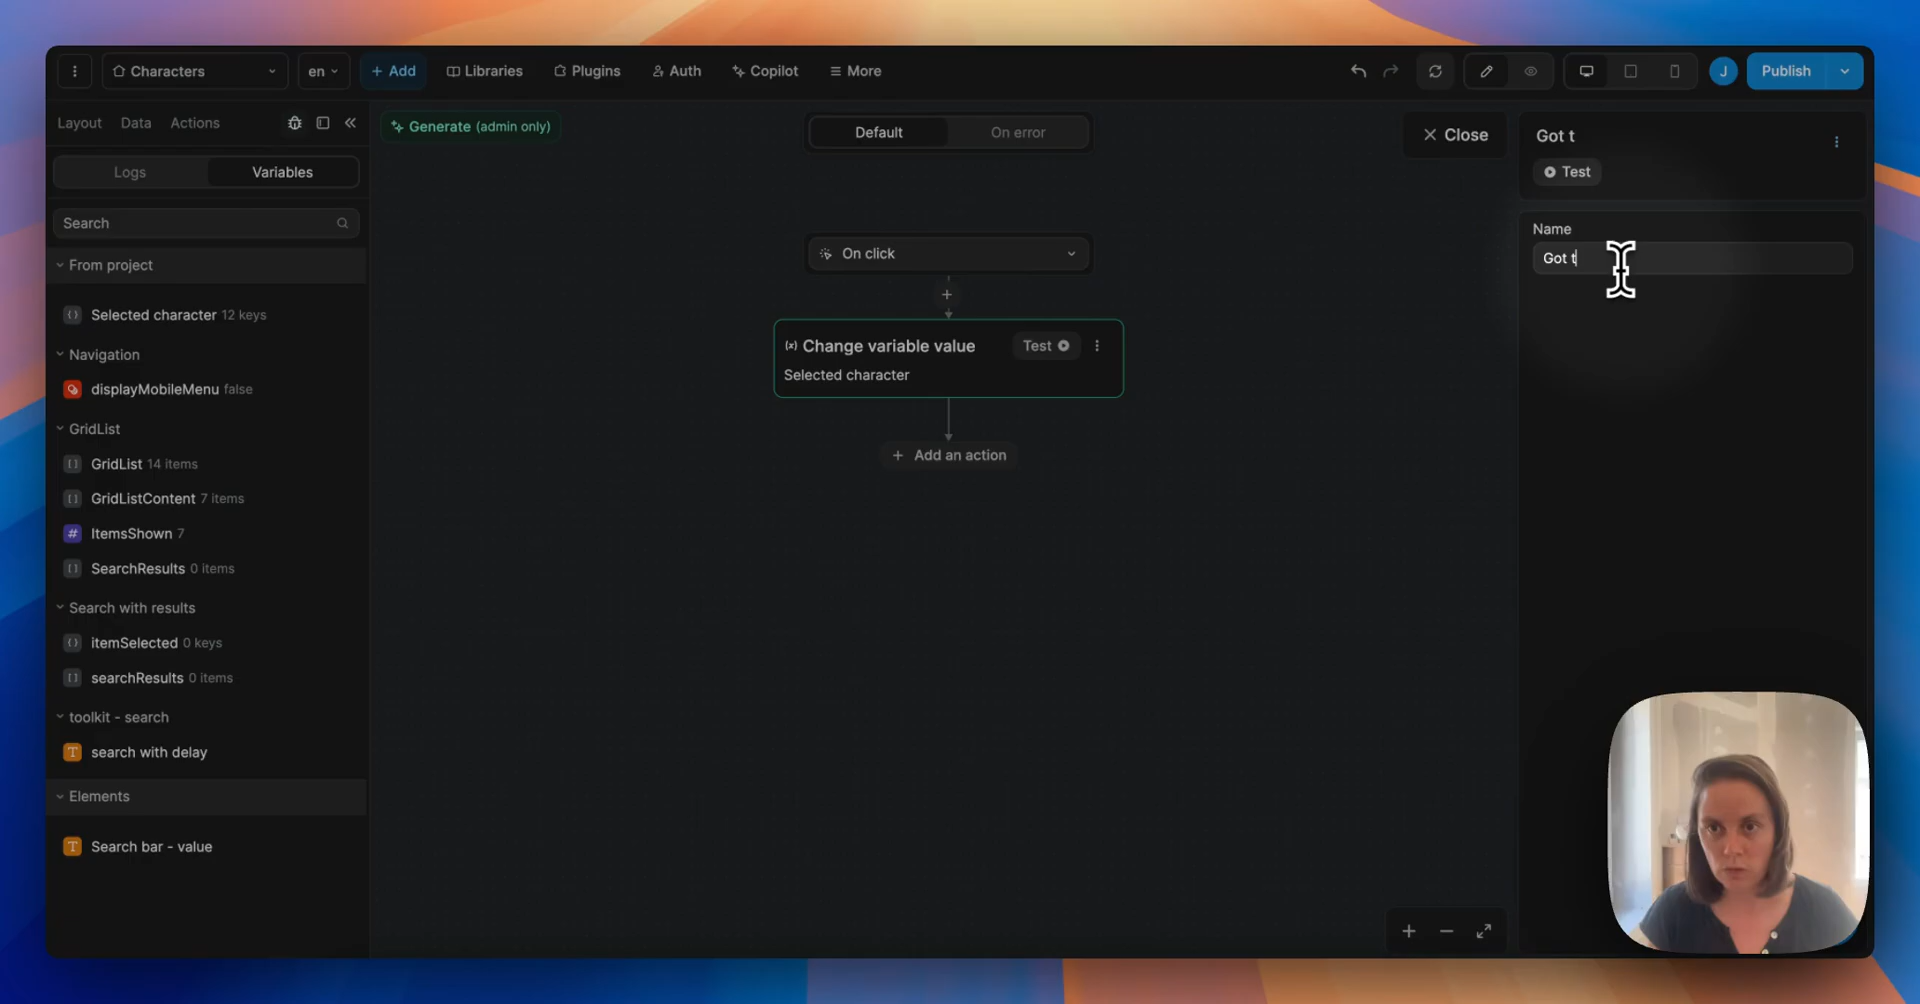 Characters
en
+ Add
Libraries
Plugins
Auth
Copilot
More
J
Publish
Layout
Data
Actions
Generate (admin only)
Default
On error
Close
Got t
Test
Logs
Variables
Search
Name
Got t
From project
On click
Selected character 12 keys
Navigation
displayMobileMenu false
Change variable value
Test
Selected character
GridList
GridList 14 items
GridListContent 7 items
ItemsShown 7
SearchResults 0 items
+ Add an action
Search with results
itemSelected 0 keys
searchResults 0 items
toolkit - search
T search with delay
Elements
T Search bar - value